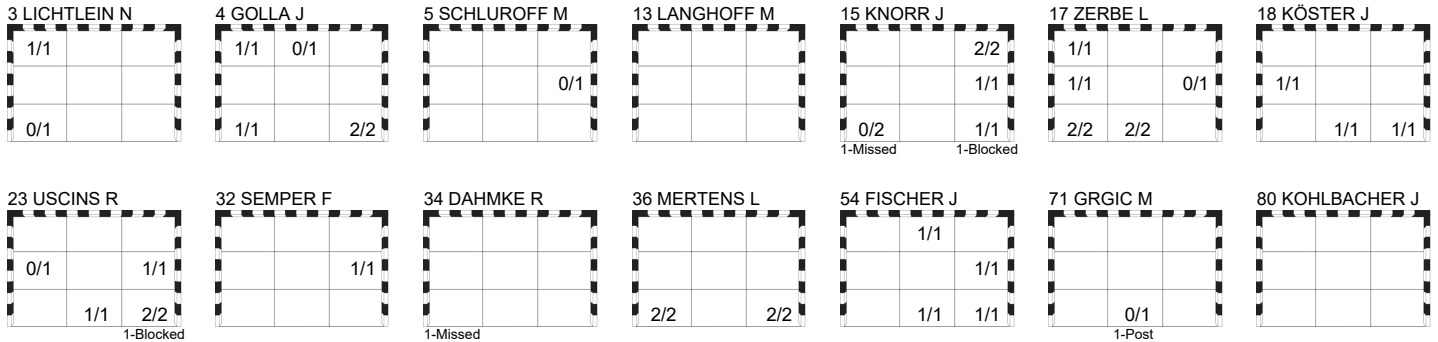 3 LICHTLEIN N 4 GOLLA J 5 SCHLUROFF M 13 LANGHOFF M 15 KNORR J 17 ZERBE L 18 KÖSTER J
1/1 1/1 0/1 2/2 1/1
0/1 1/1 1/1 0/1 1/1
0/1 1/1 2/2 0/2 1/1 2/2 2/2 1/1 1/1
1-Missed 1-Blocked
23 USCINS R 32 SEMPER F 34 DAHMKE R 36 MERTENS L 54 FISCHER J 71 GRGIC M 80 KOHLBACHER J
1/1
0/1 1/1 1/1 1/1
1/1 2/2 2/2 2/2 1/1 1/1 0/1
1-Blocked 1-Missed 1-Post